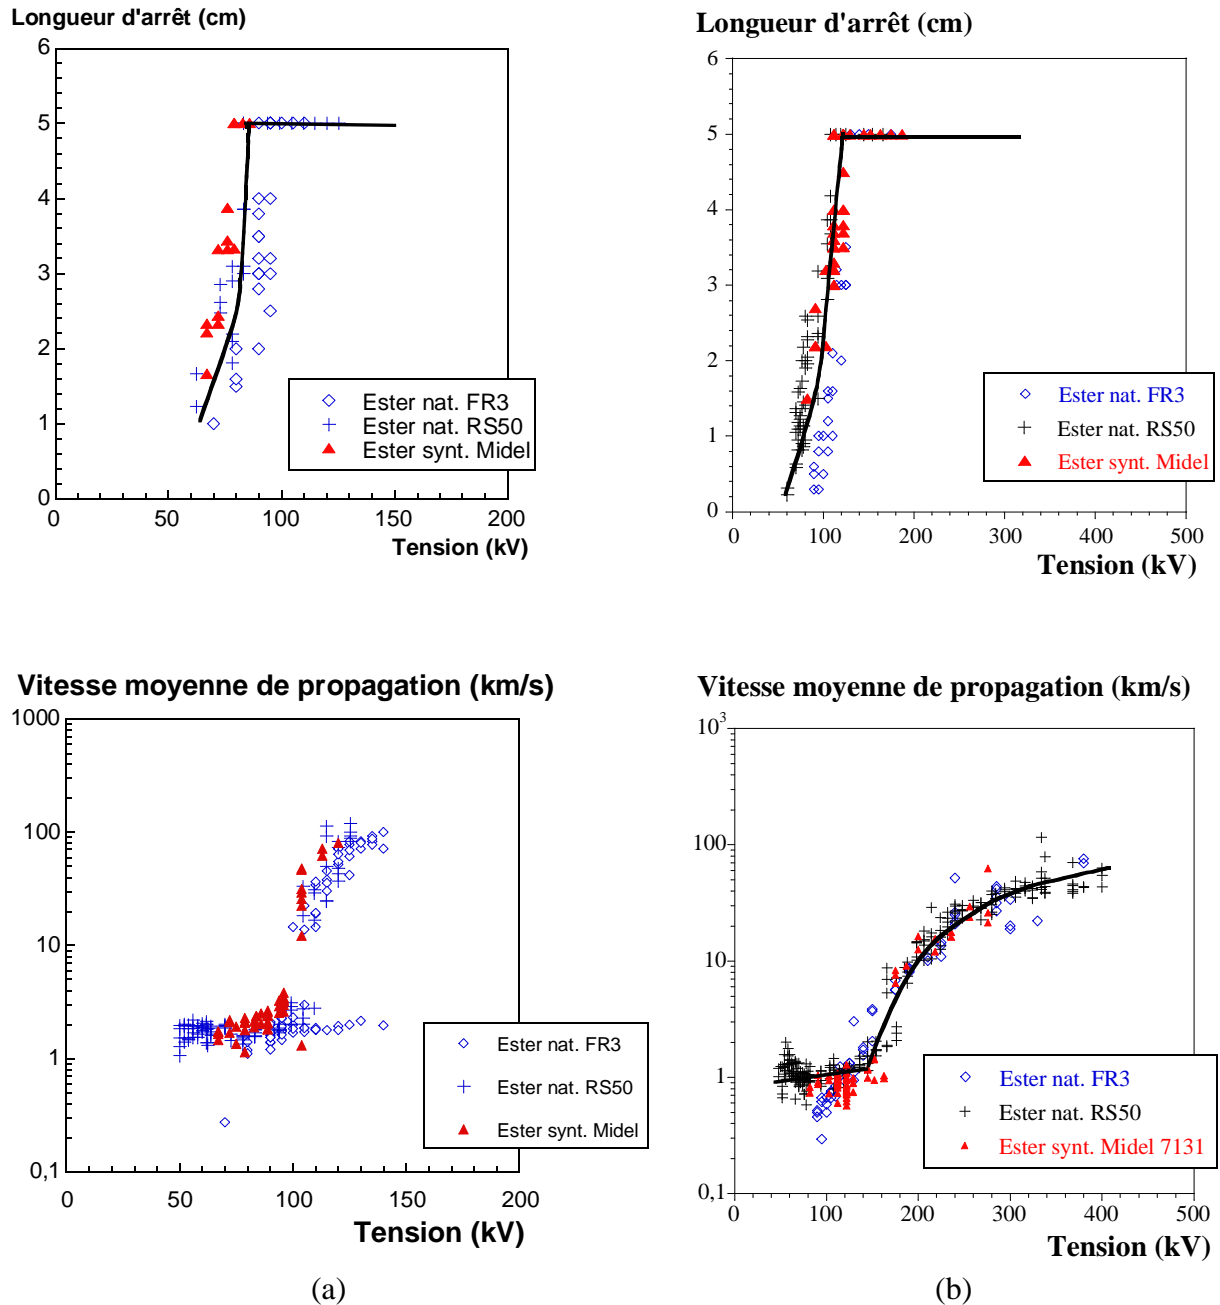 Longueur d'arrêt (cm)
6
5
4
3
2
1
0
0
50
100
150
200
Tension (kV)
Ester nat. FR3
Ester nat. RS50
Ester synt. Midel
Longueur d'arrêt (cm)
6
5
4
3
2
1
0
0
100
200
300
400
500
Tension (kV)
Ester nat. FR3
Ester nat. RS50
Ester synt. Midel
Vitesse moyenne de propagation (km/s)
1000
100
10
1
0,1
0
50
100
150
200
Tension (kV)
Ester nat. FR3
Ester nat. RS50
Ester synt. Midel
(a)
Vitesse moyenne de propagation (km/s)
10³
100
10
1
0,1
0
100
200
300
400
500
Tension (kV)
Ester nat. FR3
Ester nat. RS50
Ester synt. Midel 7131
(b)